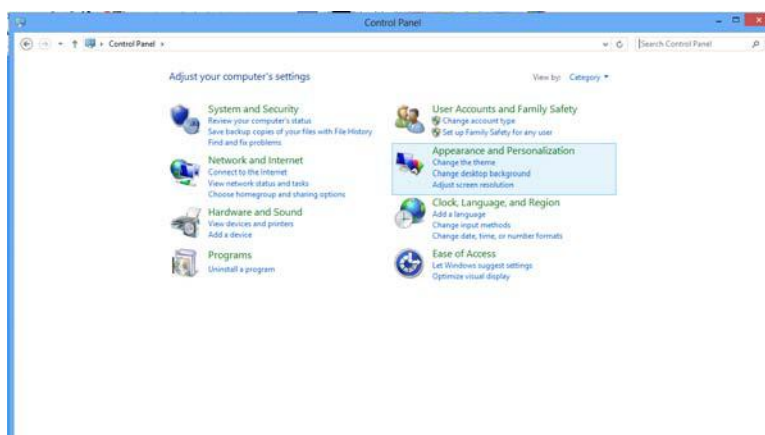 Control Panel
Control Panel
Search Control Panel
Adjust your computer's settings
View by: Category
System and Security
Review your computer's status
Save backup copies of your files with File History
Find and fix problems
Network and Internet
Connect to the Internet
View network status and tasks
Choose homegroup and sharing options
Hardware and Sound
View devices and printers
Add a device
Programs
Uninstall a program
User Accounts and Family Safety
Change account type
Set up Family Safety for any user
Appearance and Personalization
Change the theme
Change desktop background
Adjust screen resolution
Clock, Language, and Region
Add a language
Change input methods
Change date, time, or number formats
Ease of Access
Let Windows suggest settings
Optimize visual display